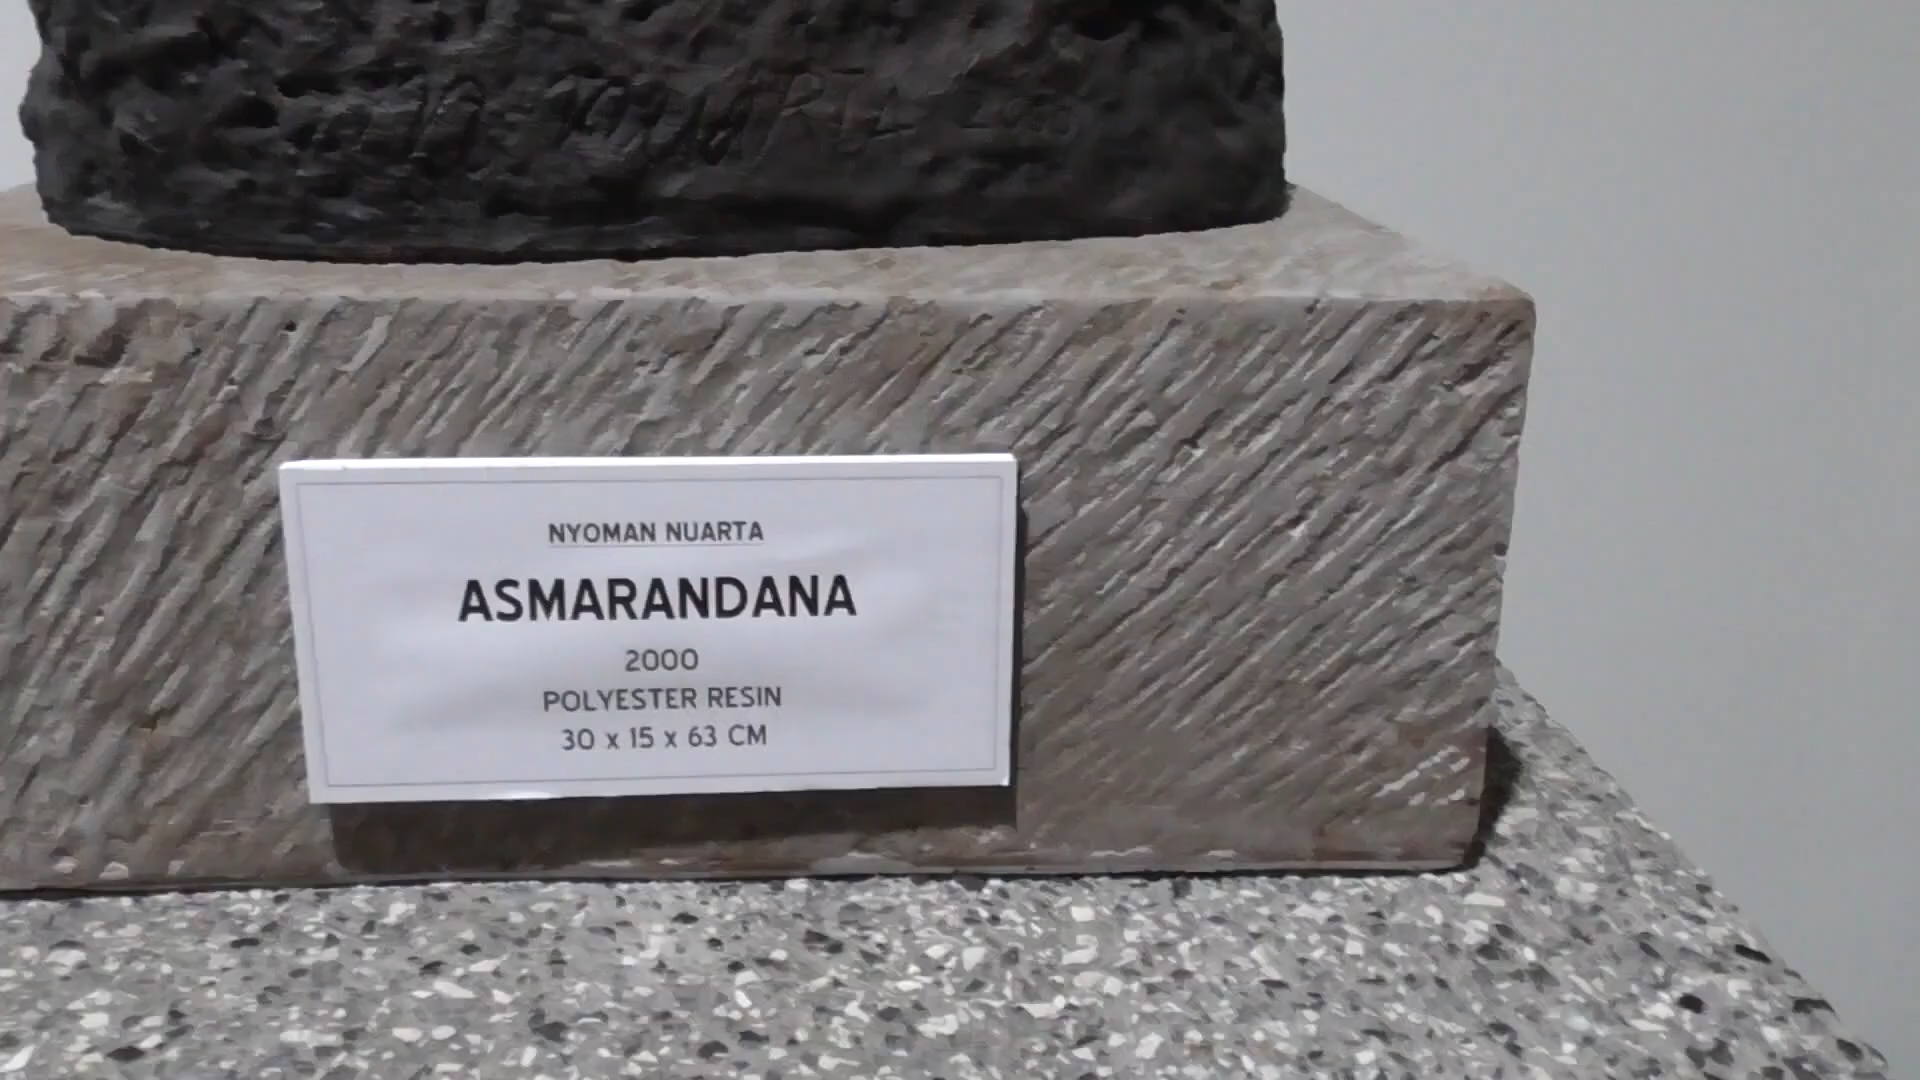 NYOMAN NUARTA
ASMARANDANA
2000
POLYESTER RESIN
30 x 15 x 63 CM